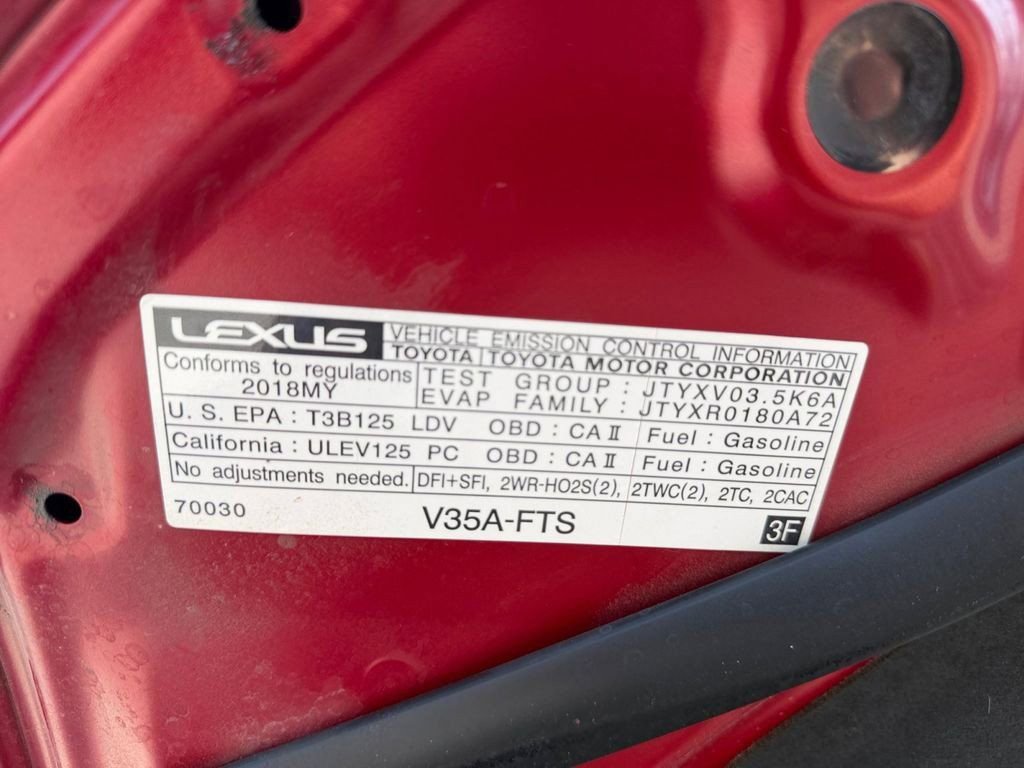 LEXUS VEHICLE EMISSION CONTROL INFORMATION
TOYOTA TOYOTA MOTOR CORPORATION
Conforms to regulations TEST GROUP : JTYXV03.5K6A
2018MY EVAP FAMILY : JTYXR0180A72
U. S. EPA : T3B125 LDV OBD : CA II Fuel : Gasoline
California : ULEV125 PC OBD : CA II Fuel : Gasoline
No adjustments needed. DFI+SFI, 2WR-HO2S(2), 2TWC(2), 2TC, 2CAC
70030 V35A-FTS 3F